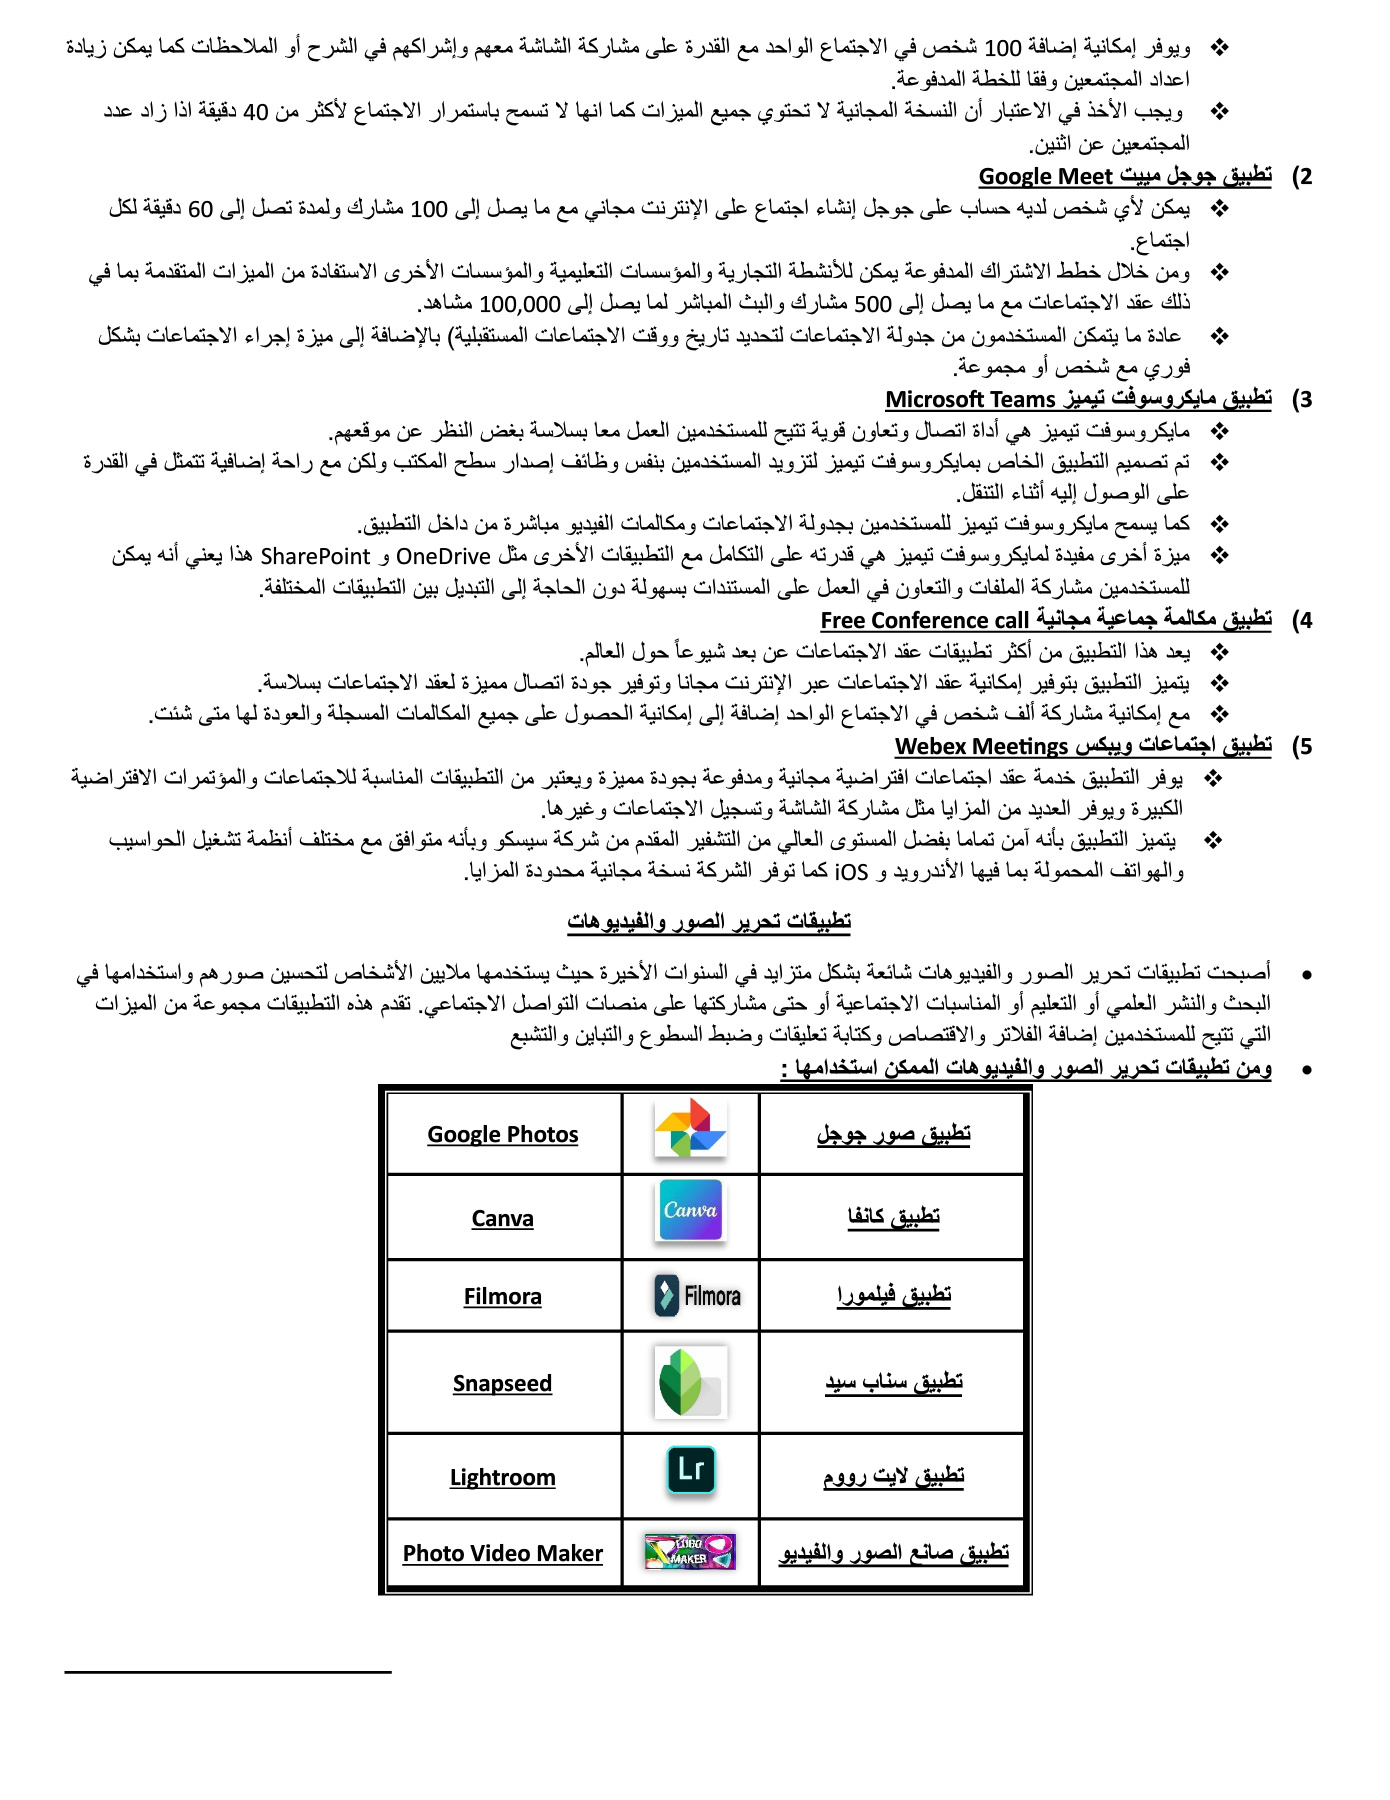 ❖ ويوفر إمكانية إضافة 100 شخص في الاجتماع الواحد مع القدرة على مشاركة الشاشة معهم وإشراكهم في الشرح أو الملاحظات كما يمكن زيادة
اعداد المجتمعين وفقا للخطة المدفوعة.
❖ ويجب الأخذ في الاعتبار أن النسخة المجانية لا تحتوي جميع الميزات كما انها لا تسمح باستمرار الاجتماع لأكثر من 40 دقيقة اذا زاد عدد
المجتمعين عن اثنين.
2) تطبيق جوجل مييت Google Meet
❖ يمكن لأي شخص لديه حساب على جوجل إنشاء اجتماع على الإنترنت مجاني مع ما يصل إلى 100 مشارك ولمدة تصل إلى 60 دقيقة لكل
اجتماع.
❖ ومن خلال خطط الاشتراك المدفوعة يمكن للأنشطة التجارية والمؤسسات التعليمية والمؤسسات الأخرى الاستفادة من الميزات المتقدمة بما في
ذلك عقد الاجتماعات مع ما يصل إلى 500 مشارك والبث المباشر لما يصل إلى 100,000 مشاهد.
❖ عادة ما يتمكن المستخدمون من جدولة الاجتماعات لتحديد تاريخ ووقت الاجتماعات المستقبلية) بالإضافة إلى ميزة إجراء الاجتماعات بشكل
فوري مع شخص أو مجموعة.
3) تطبيق مايكروسوفت تيميز Microsoft Teams
❖ مايكروسوفت تيميز هي أداة اتصال وتعاون قوية تتيح للمستخدمين العمل معا بسلاسة بغض النظر عن موقعهم.
❖ تم تصميم التطبيق الخاص بمايكروسوفت تيميز لتزويد المستخدمين بنفس وظائف إصدار سطح المكتب ولكن مع راحة إضافية تتمثل في القدرة
على الوصول إليه أثناء التنقل.
❖ كما يسمح مايكروسوفت تيميز للمستخدمين بجدولة الاجتماعات ومكالمات الفيديو مباشرة من داخل التطبيق.
❖ ميزة أخرى مفيدة لمايكروسوفت تيميز هي قدرته على التكامل مع التطبيقات الأخرى مثل OneDrive و SharePoint هذا يعني أنه يمكن
للمستخدمين مشاركة الملفات والتعاون في العمل على المستندات بسهولة دون الحاجة إلى التبديل بين التطبيقات المختلفة.
4) تطبيق مكالمة جماعية مجانية Free Conference call
❖ يعد هذا التطبيق من أكثر تطبيقات عقد الاجتماعات عن بعد شيوعاً حول العالم.
❖ يتميز التطبيق بتوفير إمكانية عقد الاجتماعات عبر الإنترنت مجانا وتوفير جودة اتصال مميزة لعقد الاجتماعات بسلاسة.
❖ مع إمكانية مشاركة ألف شخص في الاجتماع الواحد إضافة إلى إمكانية الحصول على جميع المكالمات المسجلة والعودة لها متى شئت.
5) تطبيق اجتماعات ويبكس Webex Meetings
❖ يوفر التطبيق خدمة عقد اجتماعات افتراضية مجانية ومدفوعة بجودة مميزة ويعتبر من التطبيقات المناسبة للاجتماعات والمؤتمرات الافتراضية
الكبيرة ويوفر العديد من المزايا مثل مشاركة الشاشة وتسجيل الاجتماعات وغيرها.
❖ يتميز التطبيق بأنه آمن تماما بفضل المستوى العالي من التشفير المقدم من شركة سيسكو وبأنه متوافق مع مختلف أنظمة تشغيل الحواسيب
والهواتف المحمولة بما فيها الأندرويد و iOS كما توفر الشركة نسخة مجانية محدودة المزايا.
تطبيقات تحرير الصور والفيديوهات
• أصبحت تطبيقات تحرير الصور والفيديوهات شائعة بشكل متزايد في السنوات الأخيرة حيث يستخدمها ملايين الأشخاص لتحسين صورهم واستخدامها في
البحث والنشر العلمي أو التعليم أو المناسبات الاجتماعية أو حتى مشاركتها على منصات التواصل الاجتماعي. تقدم هذه التطبيقات مجموعة من الميزات
التي تتيح للمستخدمين إضافة الفلاتر والاقتصاص وكتابة تعليقات وضبط السطوع والتباين والتشبع
• ومن تطبيقات تحرير الصور والفيديوهات الممكن استخدامها :
تطبيق صور جوجل Google Photos
تطبيق كانفا Canva Canva
تطبيق فيلمورا Filmora Filmora
تطبيق سناب سيد Snapseed
تطبيق لايت رووم Lr Lightroom
تطبيق صانع الصور والفيديو MAKER Photo Video Maker